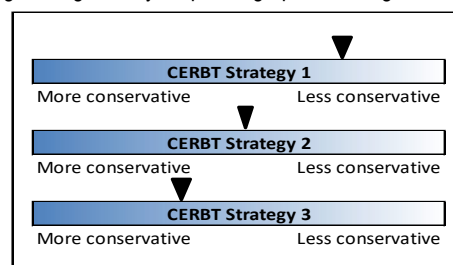 CERBT Strategy 1
More conservative Less conservative
CERBT Strategy 2
More conservative Less conservative
CERBT Strategy 3
More conservative Less conservative